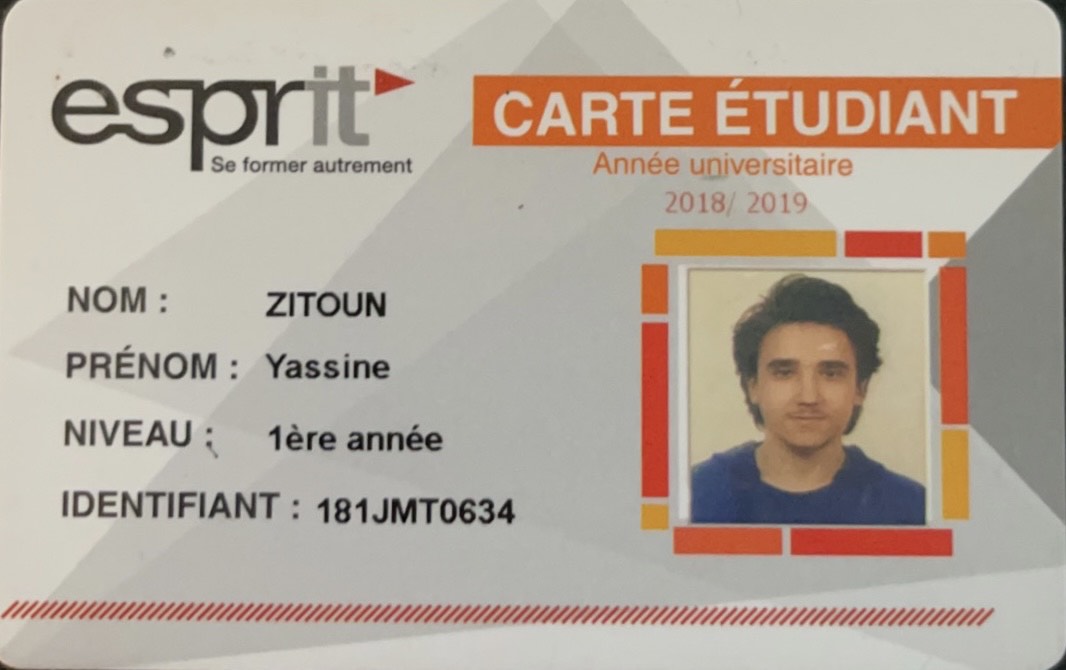 esprit
Se former autrement
CARTE ÉTUDIANT
Année universitaire
2018/ 2019
NOM : ZITOUN
PRÉNOM : Yassine
NIVEAU : 1ère année
IDENTIFIANT : 181JMT0634